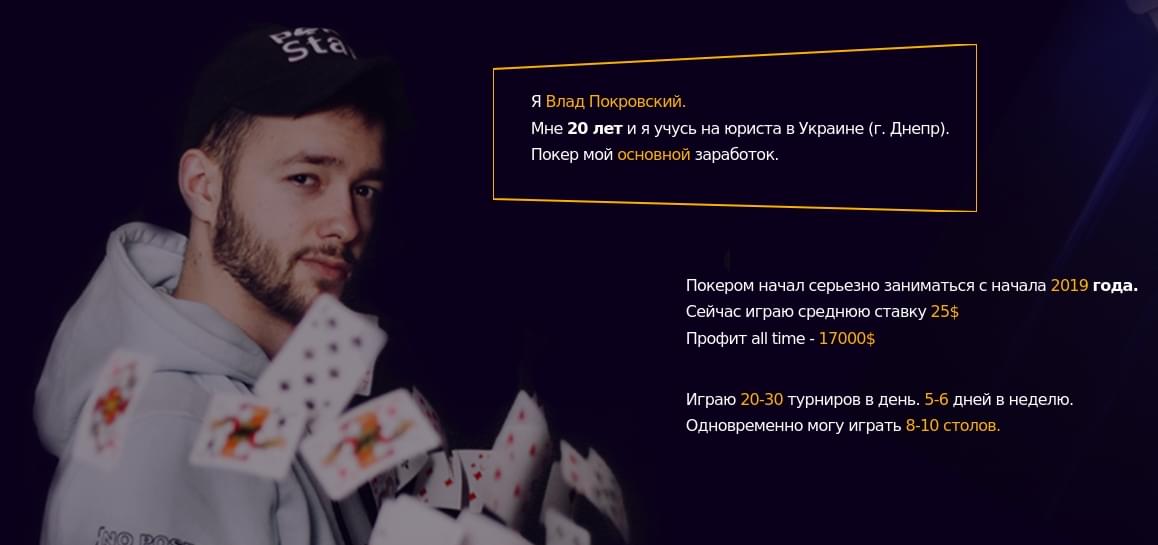 Sta
Я Влад Покровский.
Мне 20 лет и я учусь на юриста в Украине (г. Днепр).
Покер мой основной заработок.
Покером начал серьезно заниматься с начала 2019 года.
Сейчас играю среднюю ставку 25$
Профит all time - 17000$
Играю 20-30 турниров в день. 5-6 дней в неделю.
Одновременно могу играть 8-10 столов.
NO